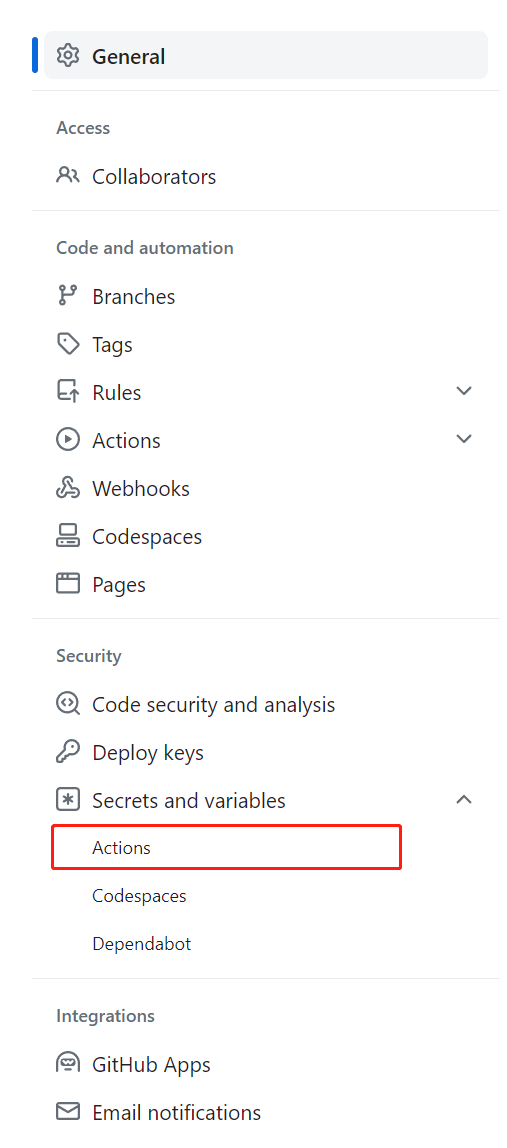 General
Access
Collaborators
Code and automation
Branches
Tags
Rules
Actions
Webhooks
Codespaces
Pages
Security
Code security and analysis
Deploy keys
Secrets and variables
Actions
Codespaces
Dependabot
Integrations
GitHub Apps
Email notifications